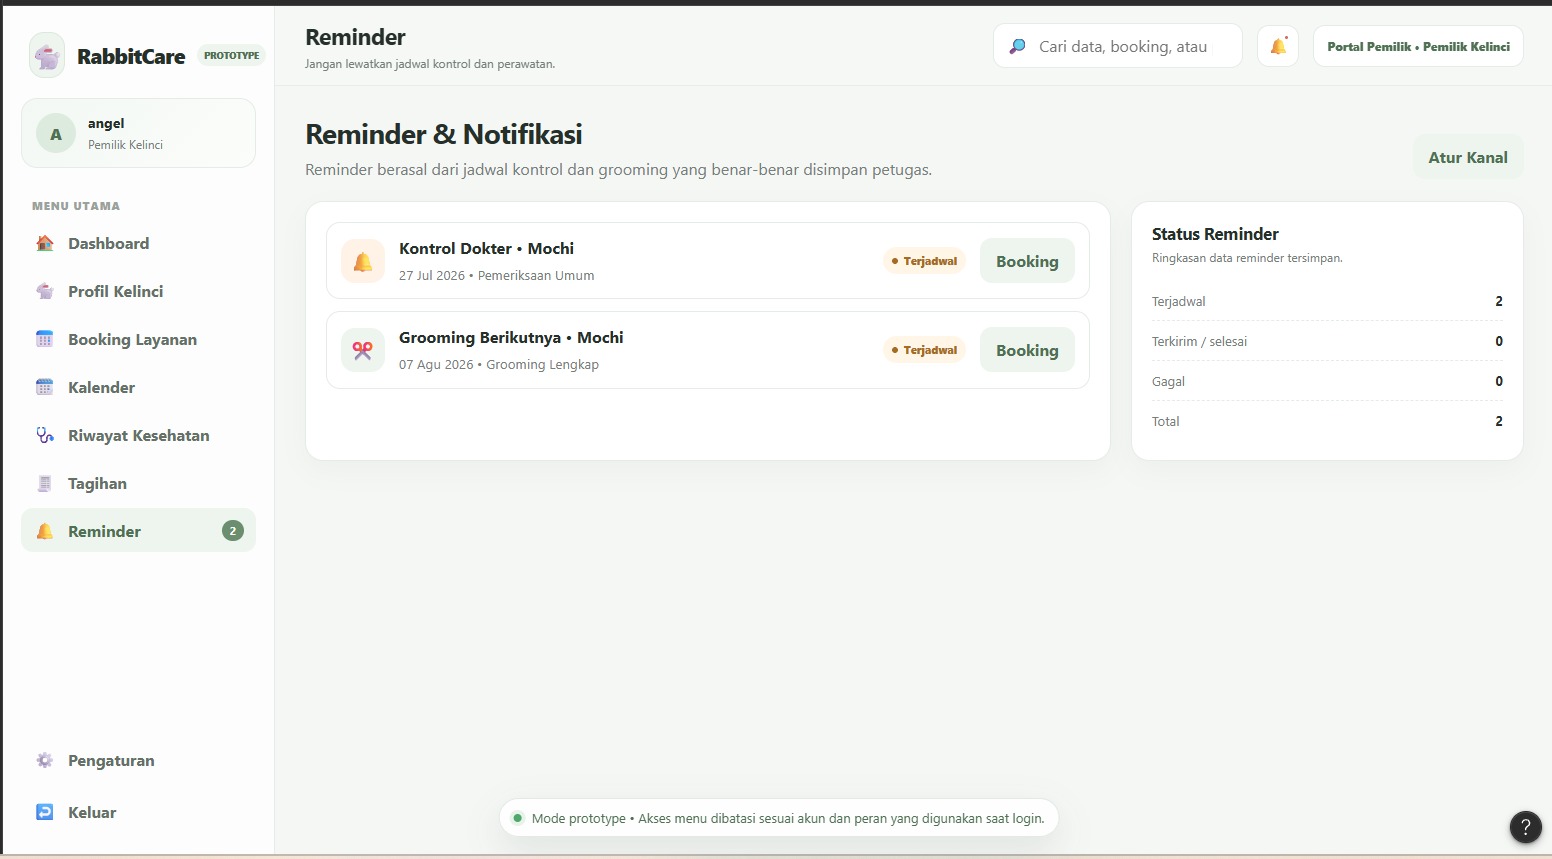 RabbitCare
PROTOTYPE
A
angel
Pemilik Kelinci
MENU UTAMA
Dashboard
Profil Kelinci
Booking Layanan
Kalender
Riwayat Kesehatan
Tagihan
Reminder
2
Pengaturan
Keluar
Reminder
Jangan lewatkan jadwal kontrol dan perawatan.
Cari data, booking, atau
Portal Pemilik • Pemilik Kelinci
Reminder & Notifikasi
Reminder berasal dari jadwal kontrol dan grooming yang benar-benar disimpan petugas.
Atur Kanal
Kontrol Dokter • Mochi
27 Jul 2026 • Pemeriksaan Umum
Terjadwal
Booking
Grooming Berikutnya • Mochi
07 Agu 2026 • Grooming Lengkap
Terjadwal
Booking
Status Reminder
Ringkasan data reminder tersimpan.
Terjadwal 2
Terkirim / selesai 0
Gagal 0
Total 2
Mode prototype • Akses menu dibatasi sesuai akun dan peran yang digunakan saat login.
?